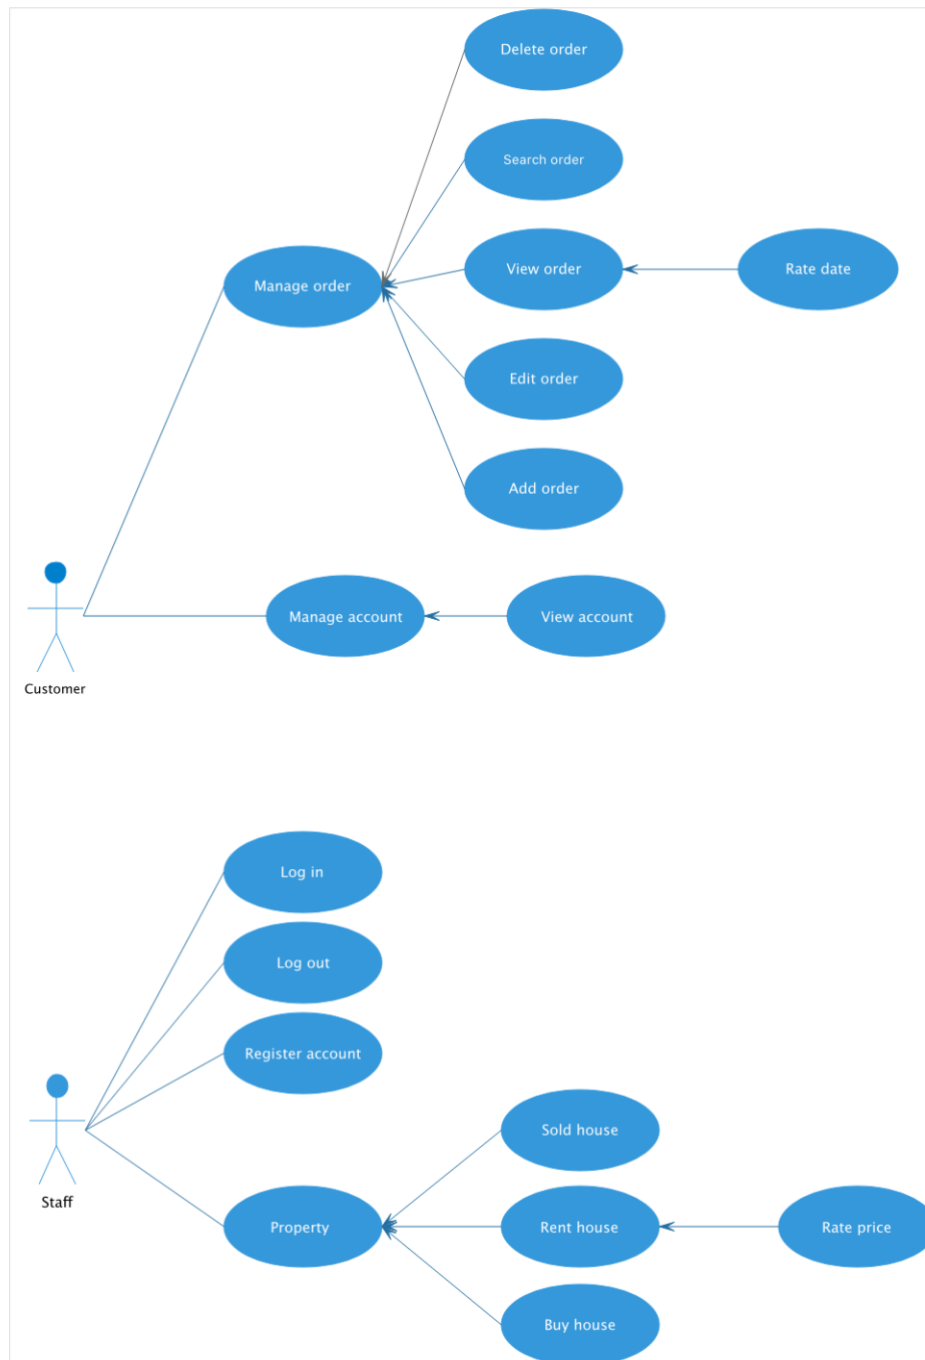 Delete order
Search order
Manage order
View order
Rate date
Edit order
Add order
Manage account
View account
Customer
Log in
Log out
Register account
Sold house
Staff
Property
Rent house
Rate price
Buy house